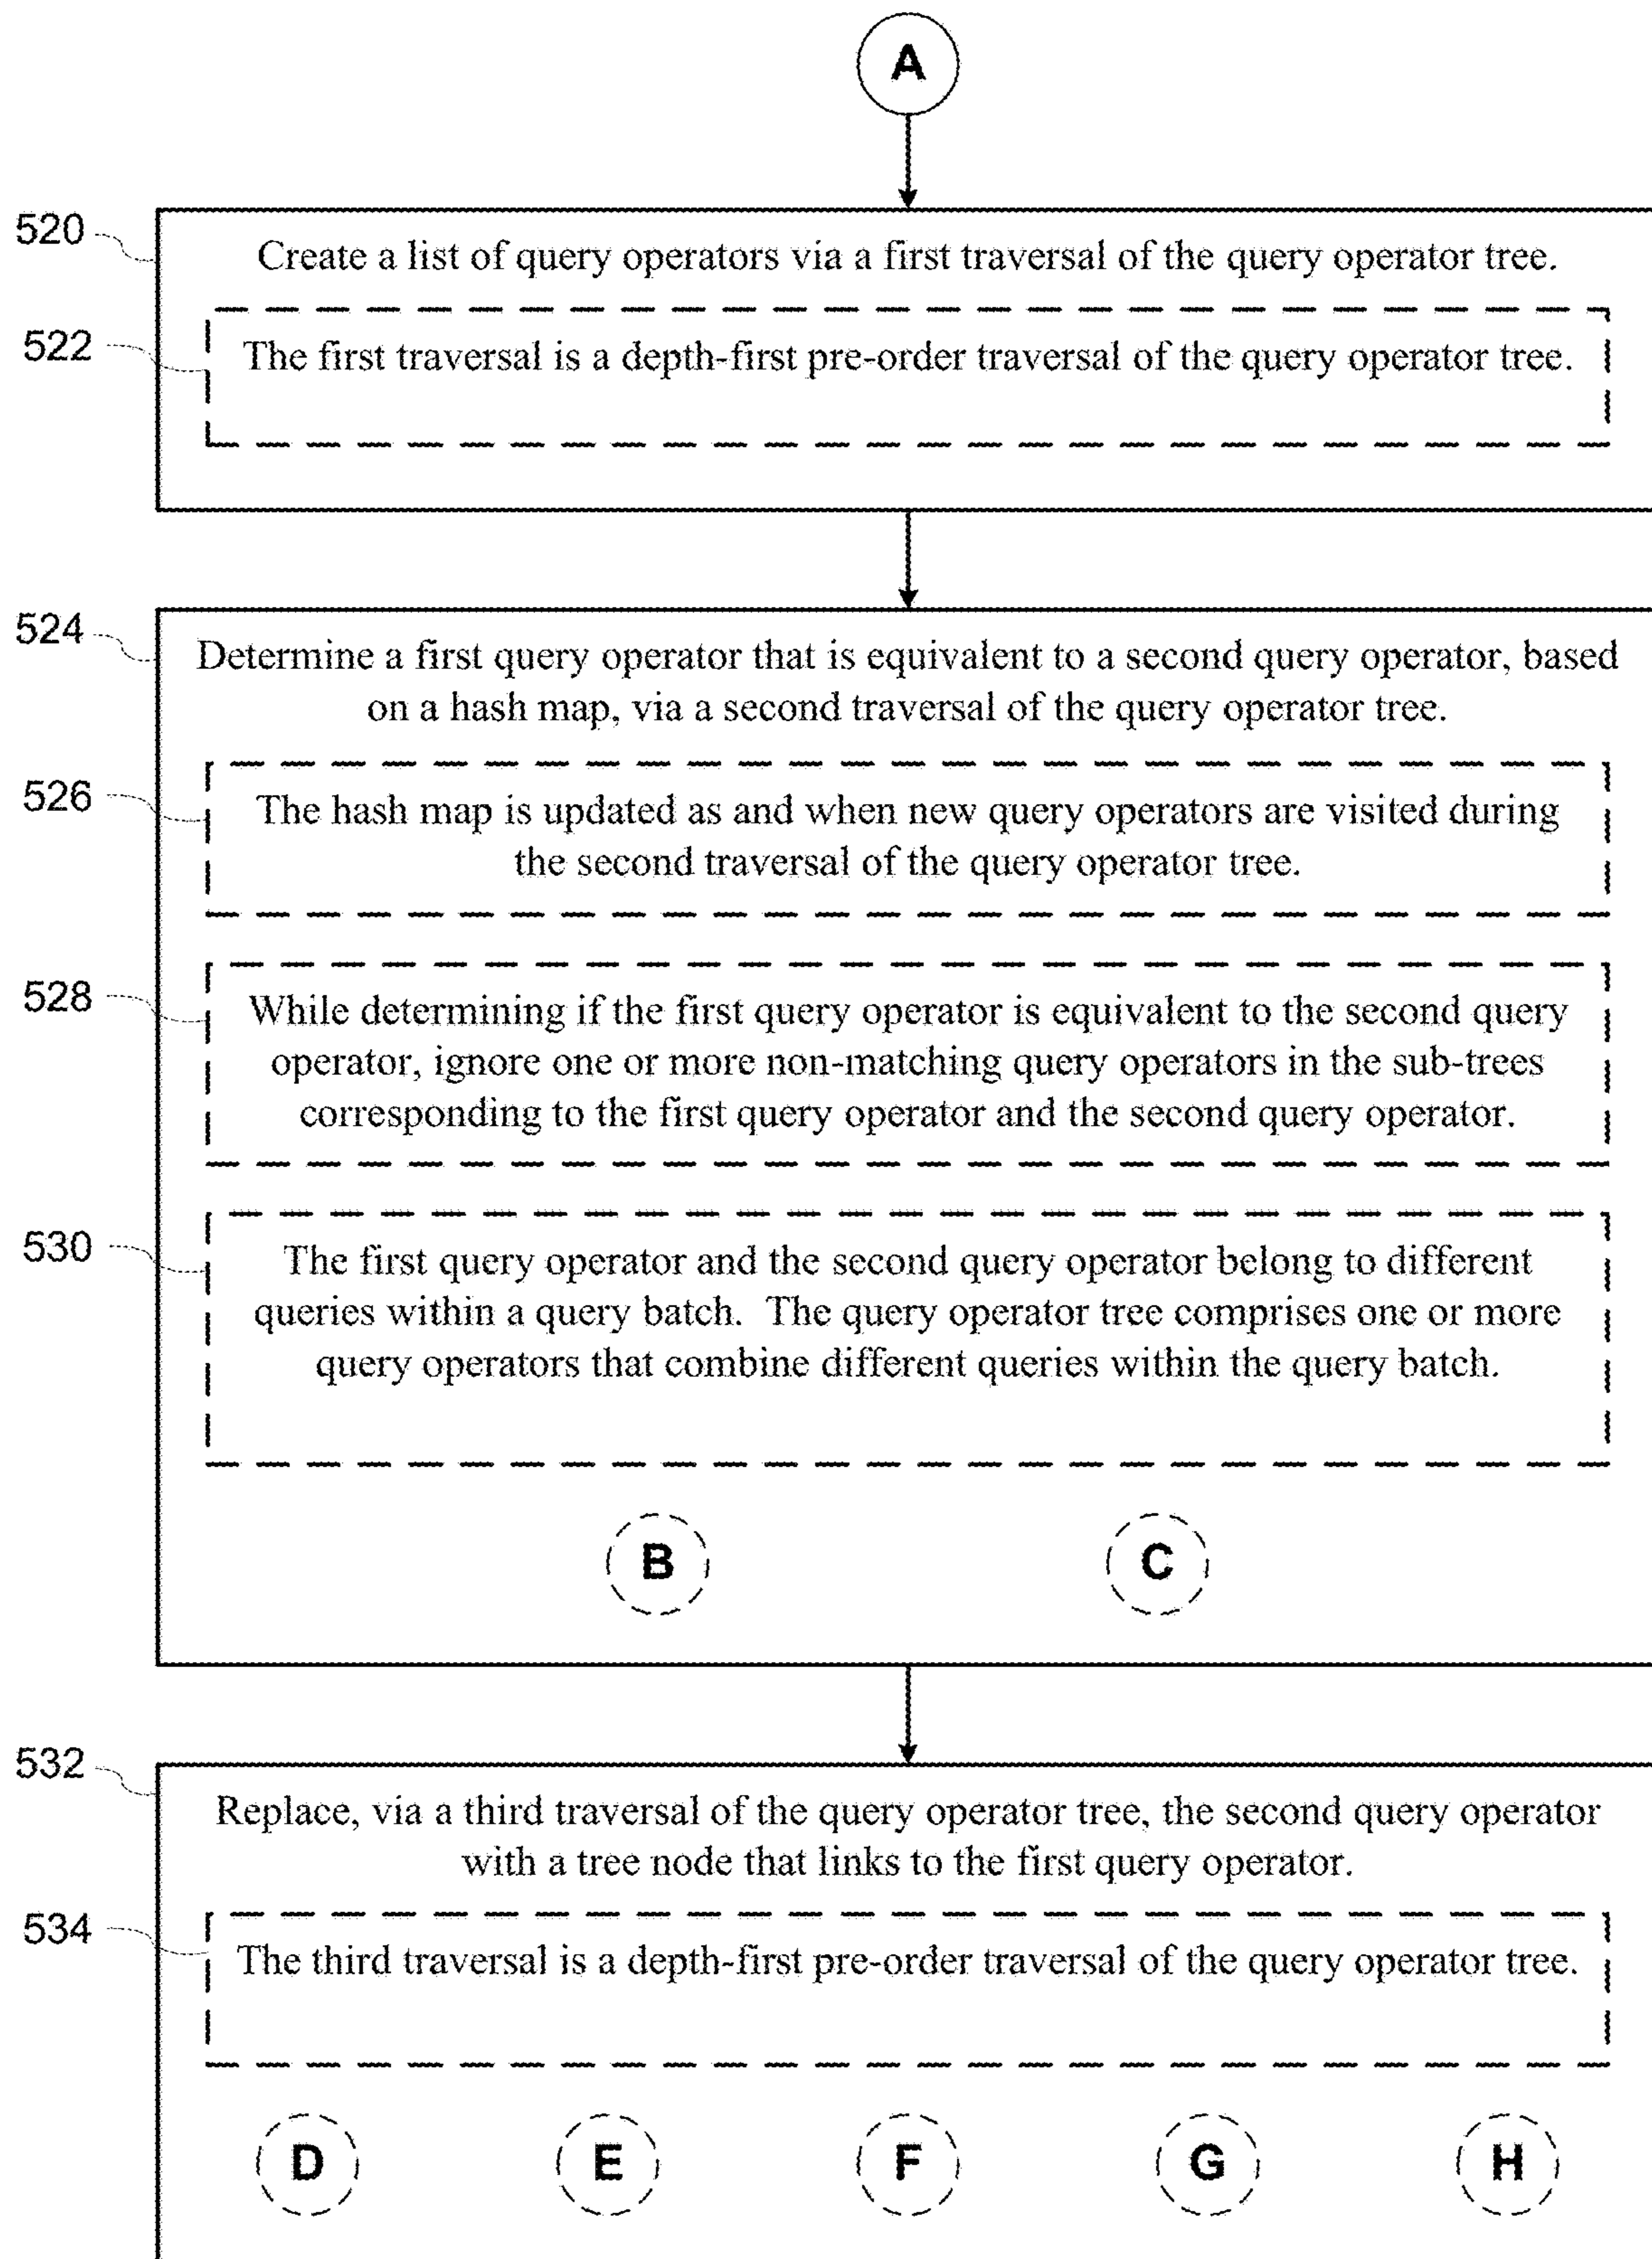 A
520
Create a list of query operators via a first traversal of the query operator tree.
522
The first traversal is a depth-first pre-order traversal of the query operator tree.
524
Determine a first query operator that is equivalent to a second query operator, based
on a hash map, via a second traversal of the query operator tree.
526
The hash map is updated as and when new query operators are visited during
the second traversal of the query operator tree.
528
While determining if the first query operator is equivalent to the second query
operator, ignore one or more non-matching query operators in the sub-trees
corresponding to the first query operator and the second query operator.
530
The first query operator and the second query operator belong to different
queries within a query batch. The query operator tree comprises one or more
query operators that combine different queries within the query batch.
B C
532
Replace, via a third traversal of the query operator tree, the second query operator
with a tree node that links to the first query operator.
534
The third traversal is a depth-first pre-order traversal of the query operator tree.
D E F G H